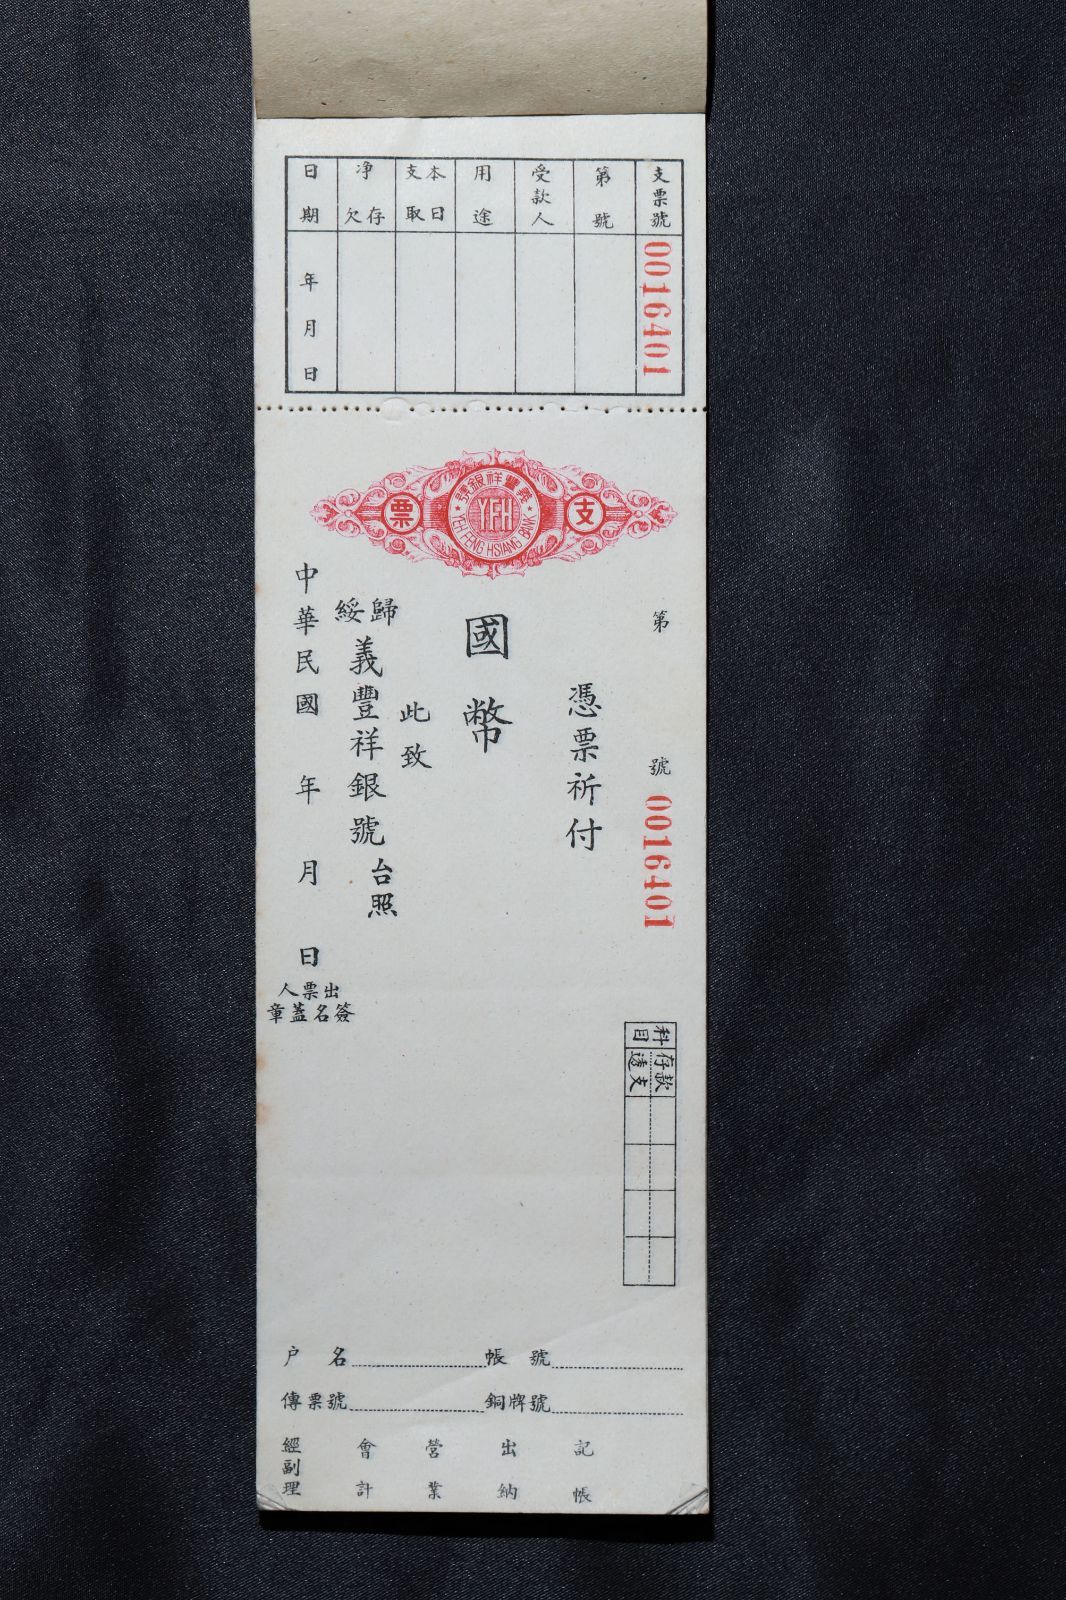 支票號
0016401
第號
受款人
用途
本日支取
存欠淨
日期
年月日
義豐祥銀號
YFH
YEH FENG HSIANG BANK
支票
第 號 0016401
憑票祈付
國幣
此致
歸綏
義豐祥銀號 台照
中華民國 年 月 日
出票人
簽名蓋章
科目
存款
透支
户名 帳號
傳票號 銅牌號
經副理 會計 營業 出納 記帳